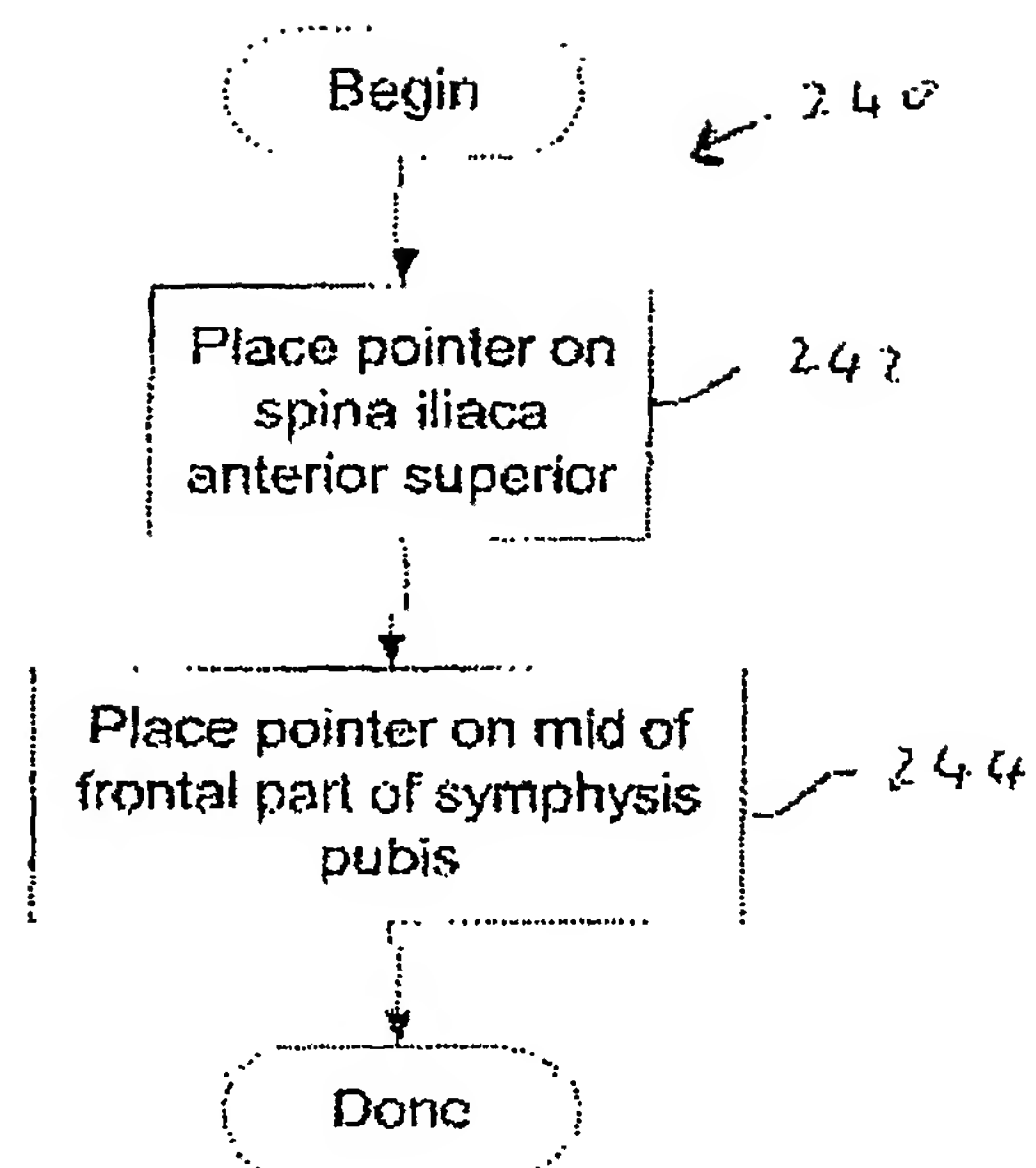 Begin
240
Place pointer on
spina iliaca
anterior superior
242
Place pointer on mid of
frontal part of symphysis
pubis
244
Done